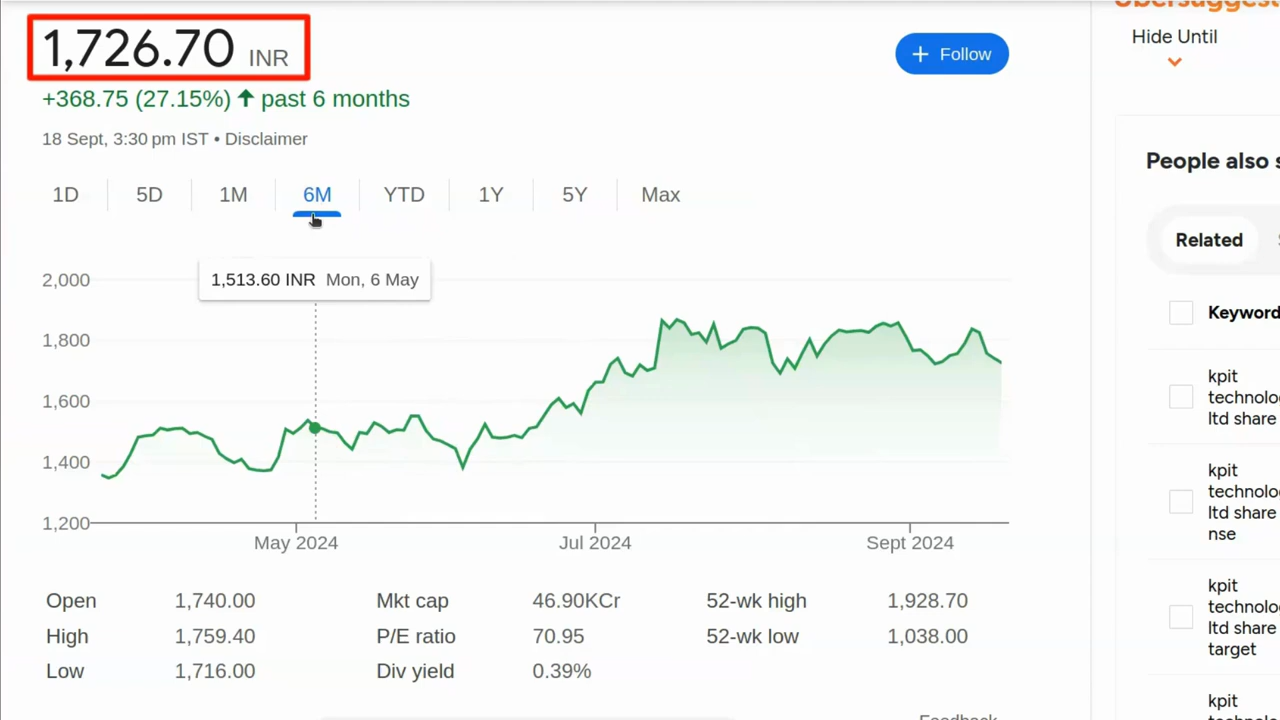 1,726.70 INR
+ Follow
+368.75 (27.15%) ↑ past 6 months
18 Sept, 3:30 pm IST • Disclaimer
1D 5D 1M 6M YTD 1Y 5Y Max
1,513.60 INR Mon, 6 May
2,000
1,800
1,600
1,400
1,200
May 2024 Jul 2024 Sept 2024
Open 1,740.00 Mkt cap 46.90KCr 52-wk high 1,928.70
High 1,759.40 P/E ratio 70.95 52-wk low 1,038.00
Low 1,716.00 Div yield 0.39%
Feedback
Hide Until
People also
Related
Keyword
kpit
technolo
ltd share
kpit
technolo
ltd share
nse
kpit
technolo
ltd share
target
kpit